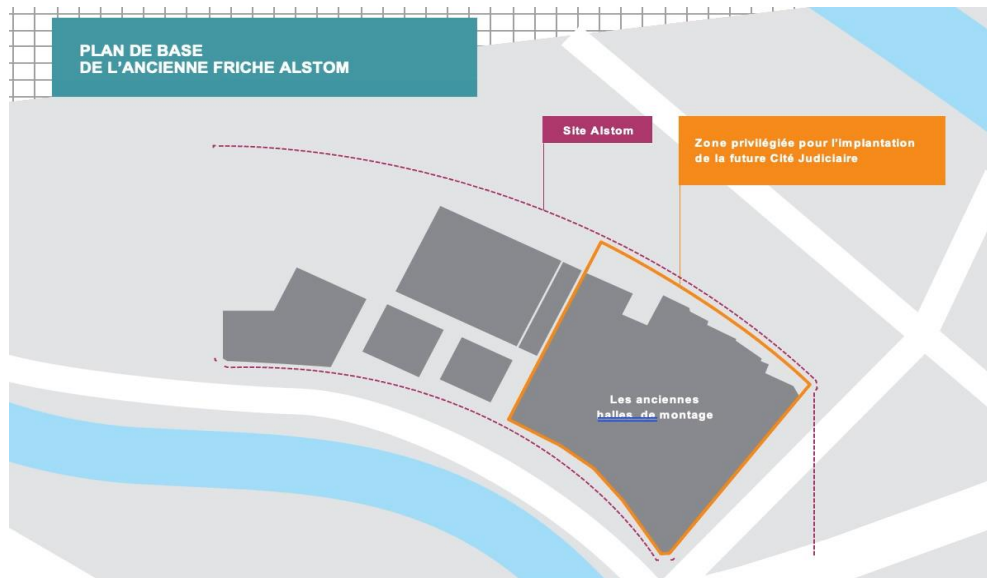 PLAN DE BASE
DE L'ANCIENNE FRICHE ALSTOM
Site Alstom
Zone privilégiée pour l'implantation
de la future Cité Judiciaire
Les anciennes
halles de montage